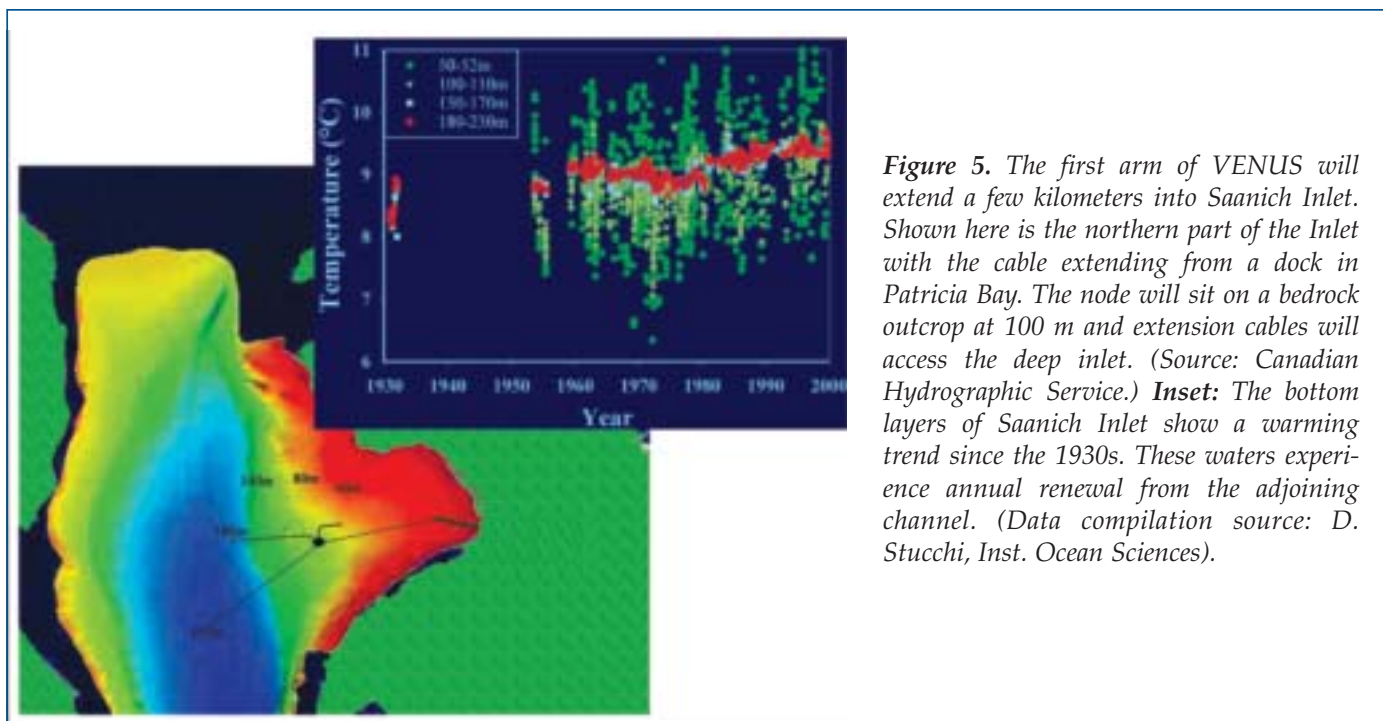 11
10
9
8
7
6
Temperature (°C)
100-110m
150-170m
180-230m
1930 1940 1950 1960 1970 1980 1990 2000
Year
80m
Figure 5. The first arm of VENUS will
extend a few kilometers into Saanich Inlet.
Shown here is the northern part of the Inlet
with the cable extending from a dock in
Patricia Bay. The node will sit on a bedrock
outcrop at 100 m and extension cables will
access the deep inlet. (Source: Canadian
Hydrographic Service.) Inset: The bottom
layers of Saanich Inlet show a warming
trend since the 1930s. These waters experi-
ence annual renewal from the adjoining
channel. (Data compilation source: D.
Stucchi, Inst. Ocean Sciences).